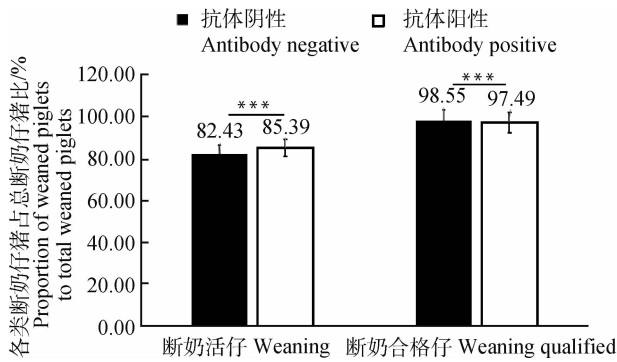 抗体阴性
Antibody negative
抗体阳性
Antibody positive
各类断奶仔猪占总断奶仔猪比/%
Proportion of weaned piglets
to total weaned piglets
120.00
100.00
80.00
60.00
40.00
20.00
0.00
***
82.43
85.39
***
98.55
97.49
断奶活仔 Weaning
断奶合格仔 Weaning qualified